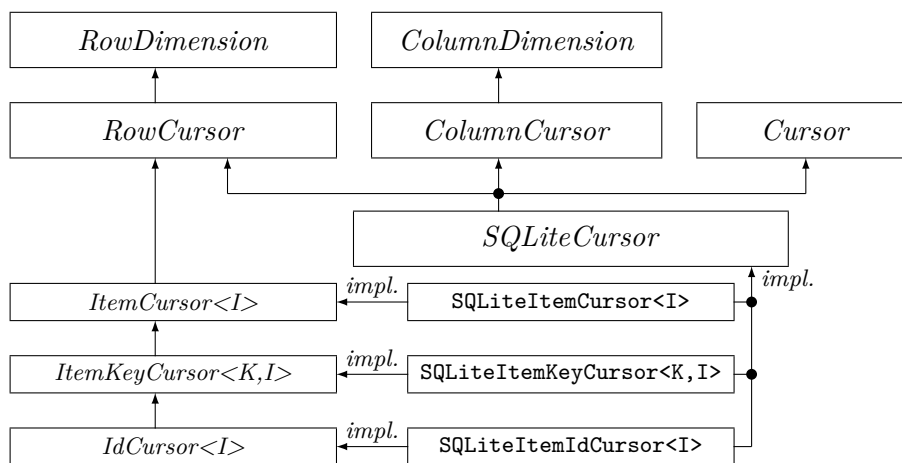 RowDimension
ColumnDimension
RowCursor
ColumnCursor
Cursor
SQLiteCursor
impl.
impl.
ItemCursor<I>
SQLiteItemCursor<I>
impl.
ItemKeyCursor<K,I>
SQLiteItemKeyCursor<K,I>
impl.
IdCursor<I>
SQLiteItemIdCursor<I>